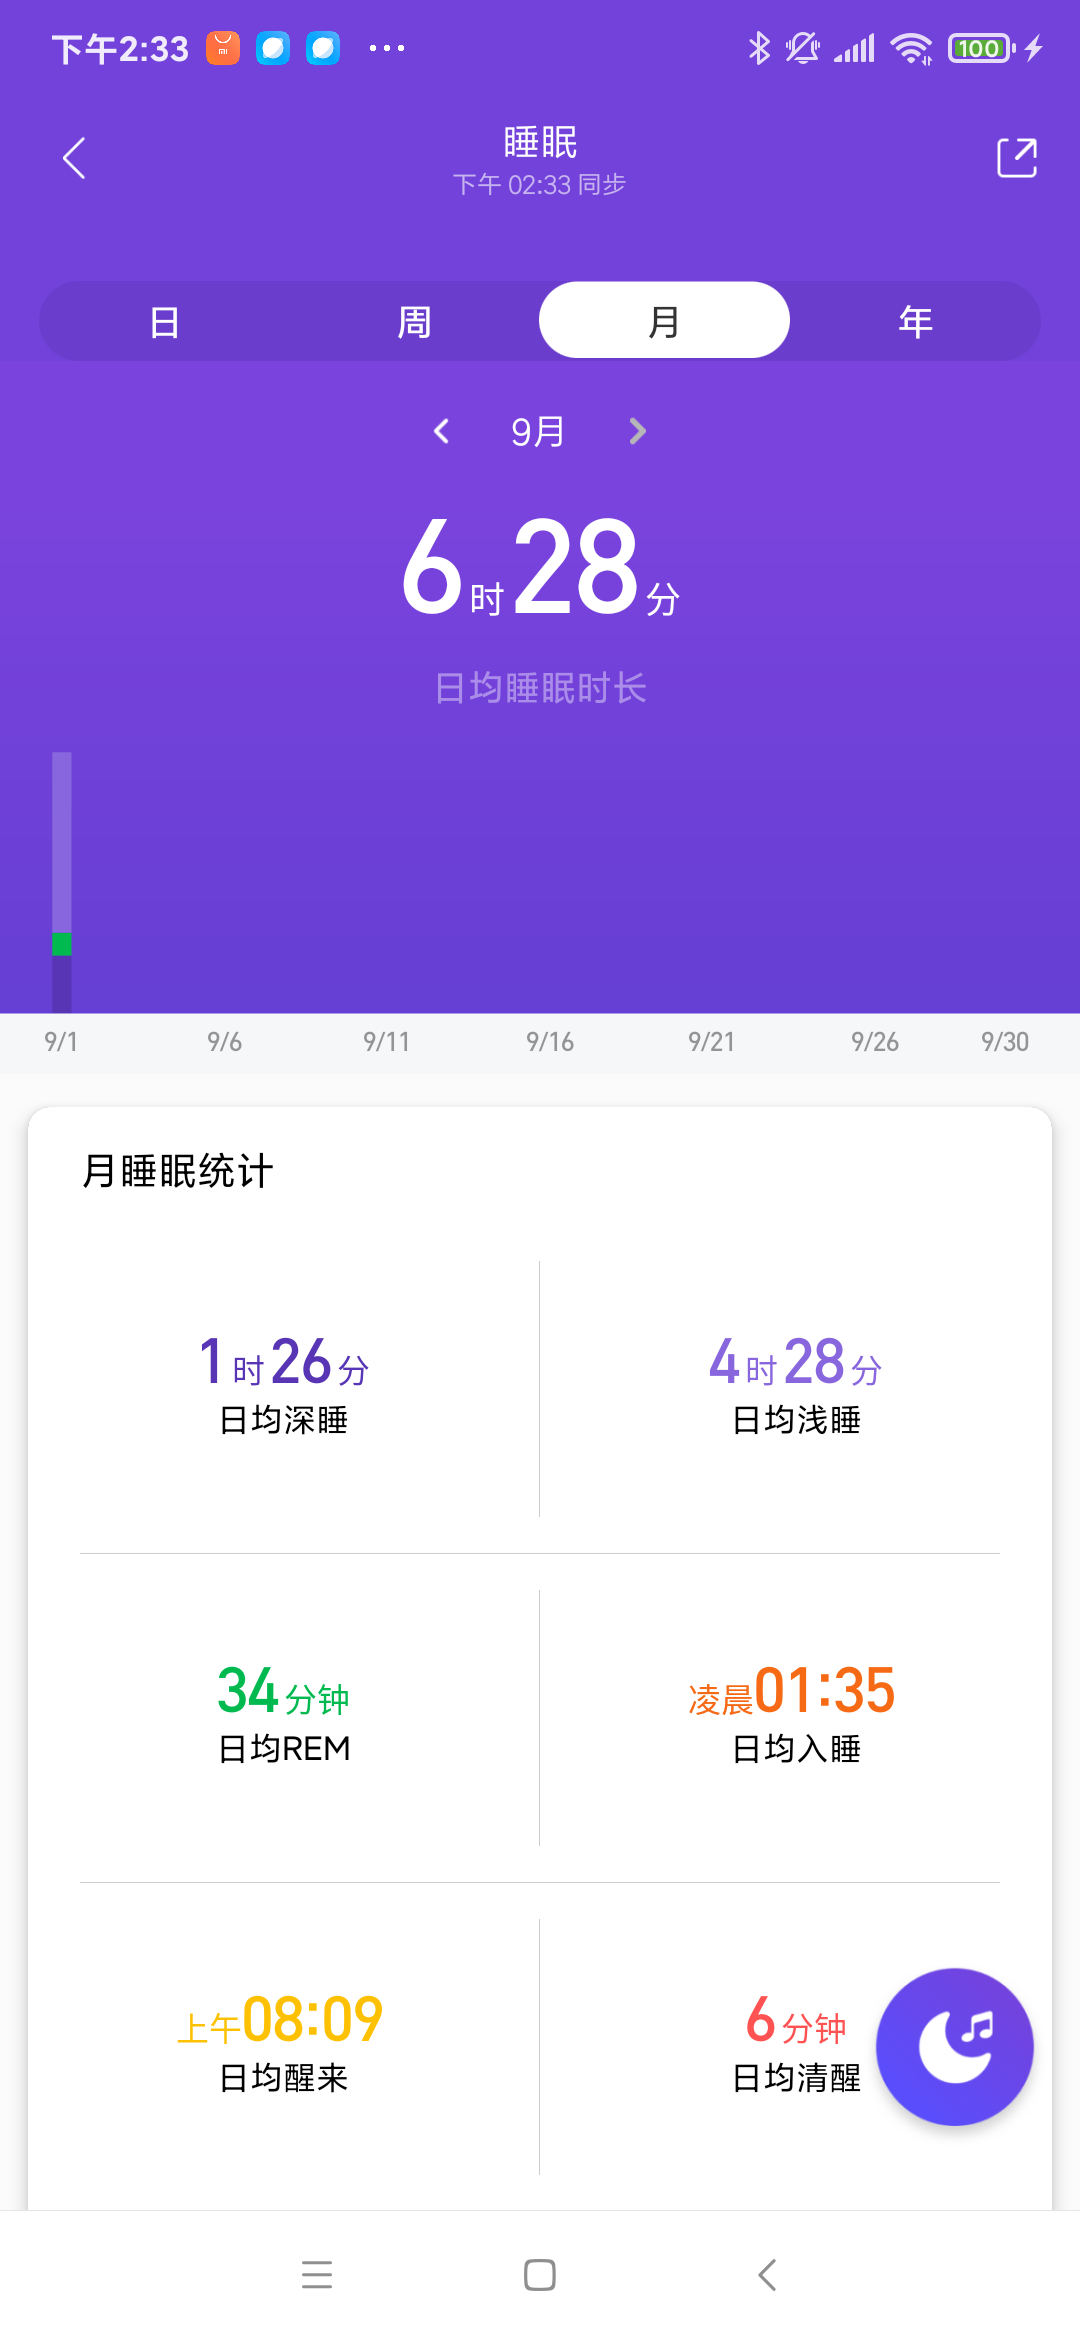 下午2:33 100
睡眠
下午 02:33 同步
日 周 月 年
9月
6时28分
日均睡眠时长
9/1 9/6 9/11 9/16 9/21 9/26 9/30
月睡眠统计
1时26分 4时28分
日均深睡 日均浅睡
34分钟 凌晨01:35
日均REM 日均入睡
上午08:09 6分钟
日均醒来 日均清醒